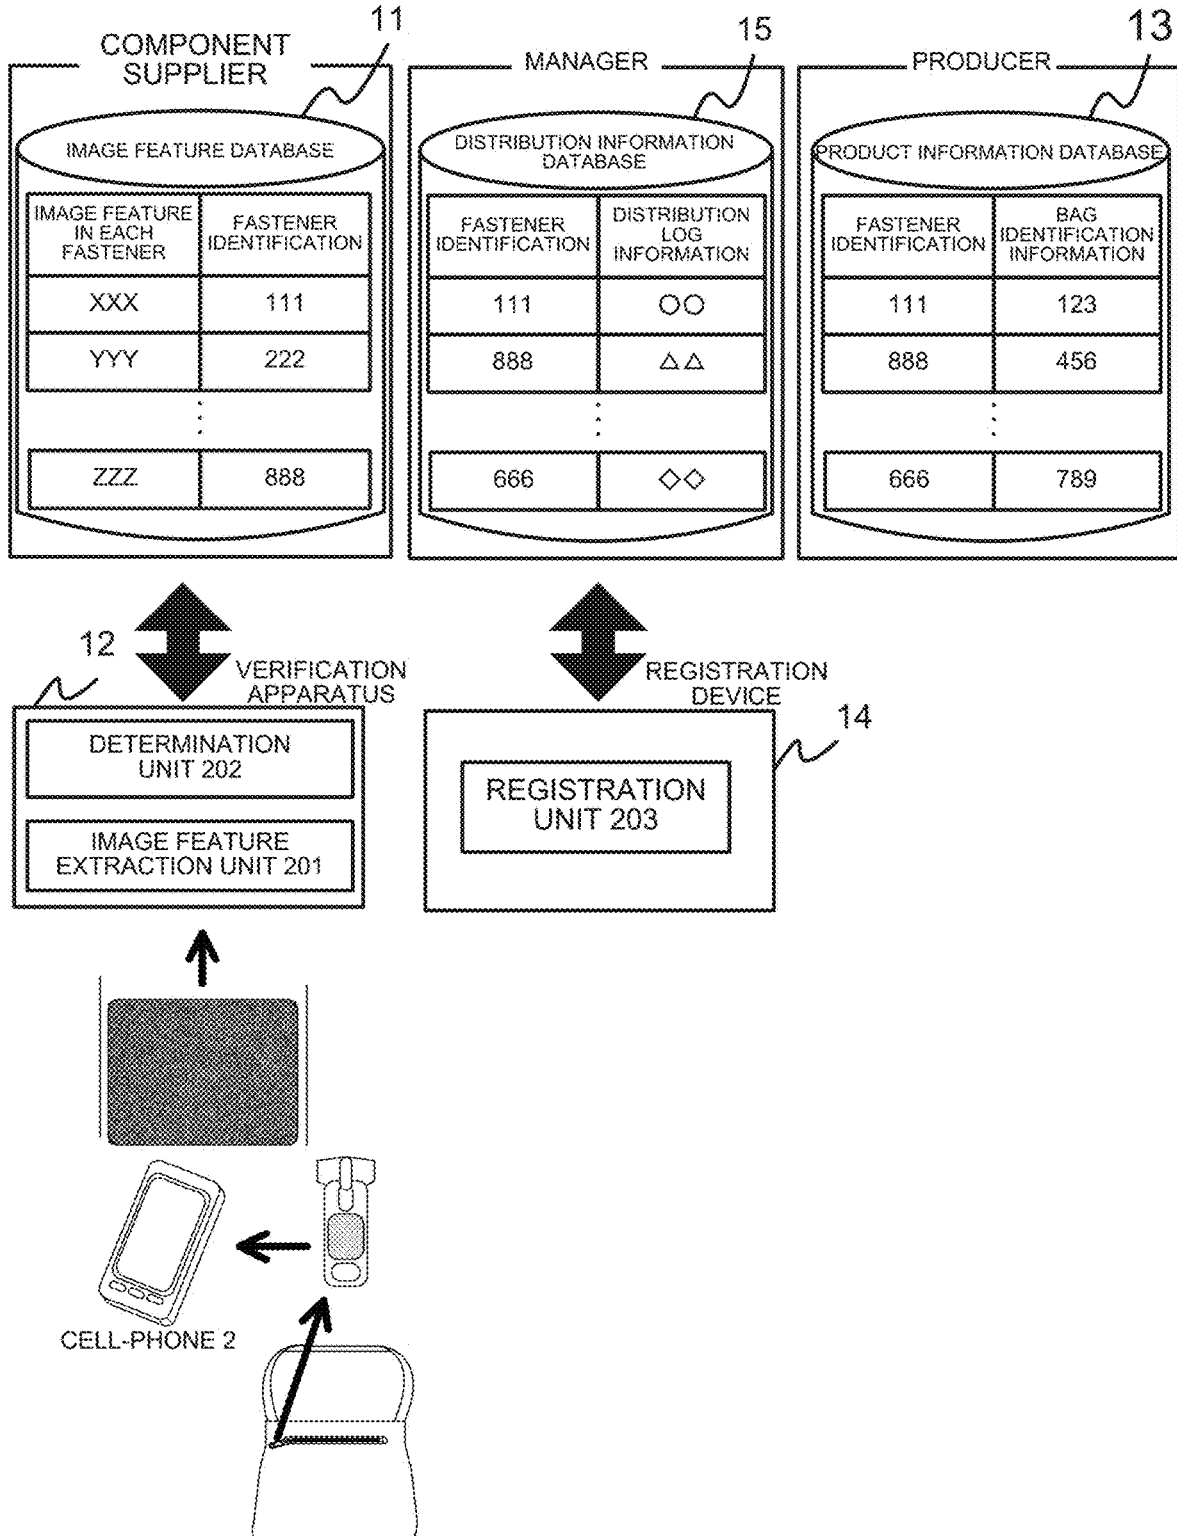 11
COMPONENT
SUPPLIER
IMAGE FEATURE DATABASE
IMAGE FEATURE
IN EACH
FASTENER
FASTENER
IDENTIFICATION
XXX
111
YYY
222
ZZZ
888
15
MANAGER
DISTRIBUTION INFORMATION
DATABASE
FASTENER
IDENTIFICATION
DISTRIBUTION
LOG
INFORMATION
111
○○
888
△△
666
◇◇
13
PRODUCER
PRODUCT INFORMATION DATABASE
FASTENER
IDENTIFICATION
BAG
IDENTIFICATION
INFORMATION
111
123
888
456
666
789
12
VERIFICATION
APPARATUS
DETERMINATION
UNIT 202
IMAGE FEATURE
EXTRACTION UNIT 201
REGISTRATION
DEVICE
14
REGISTRATION
UNIT 203
CELL-PHONE 2